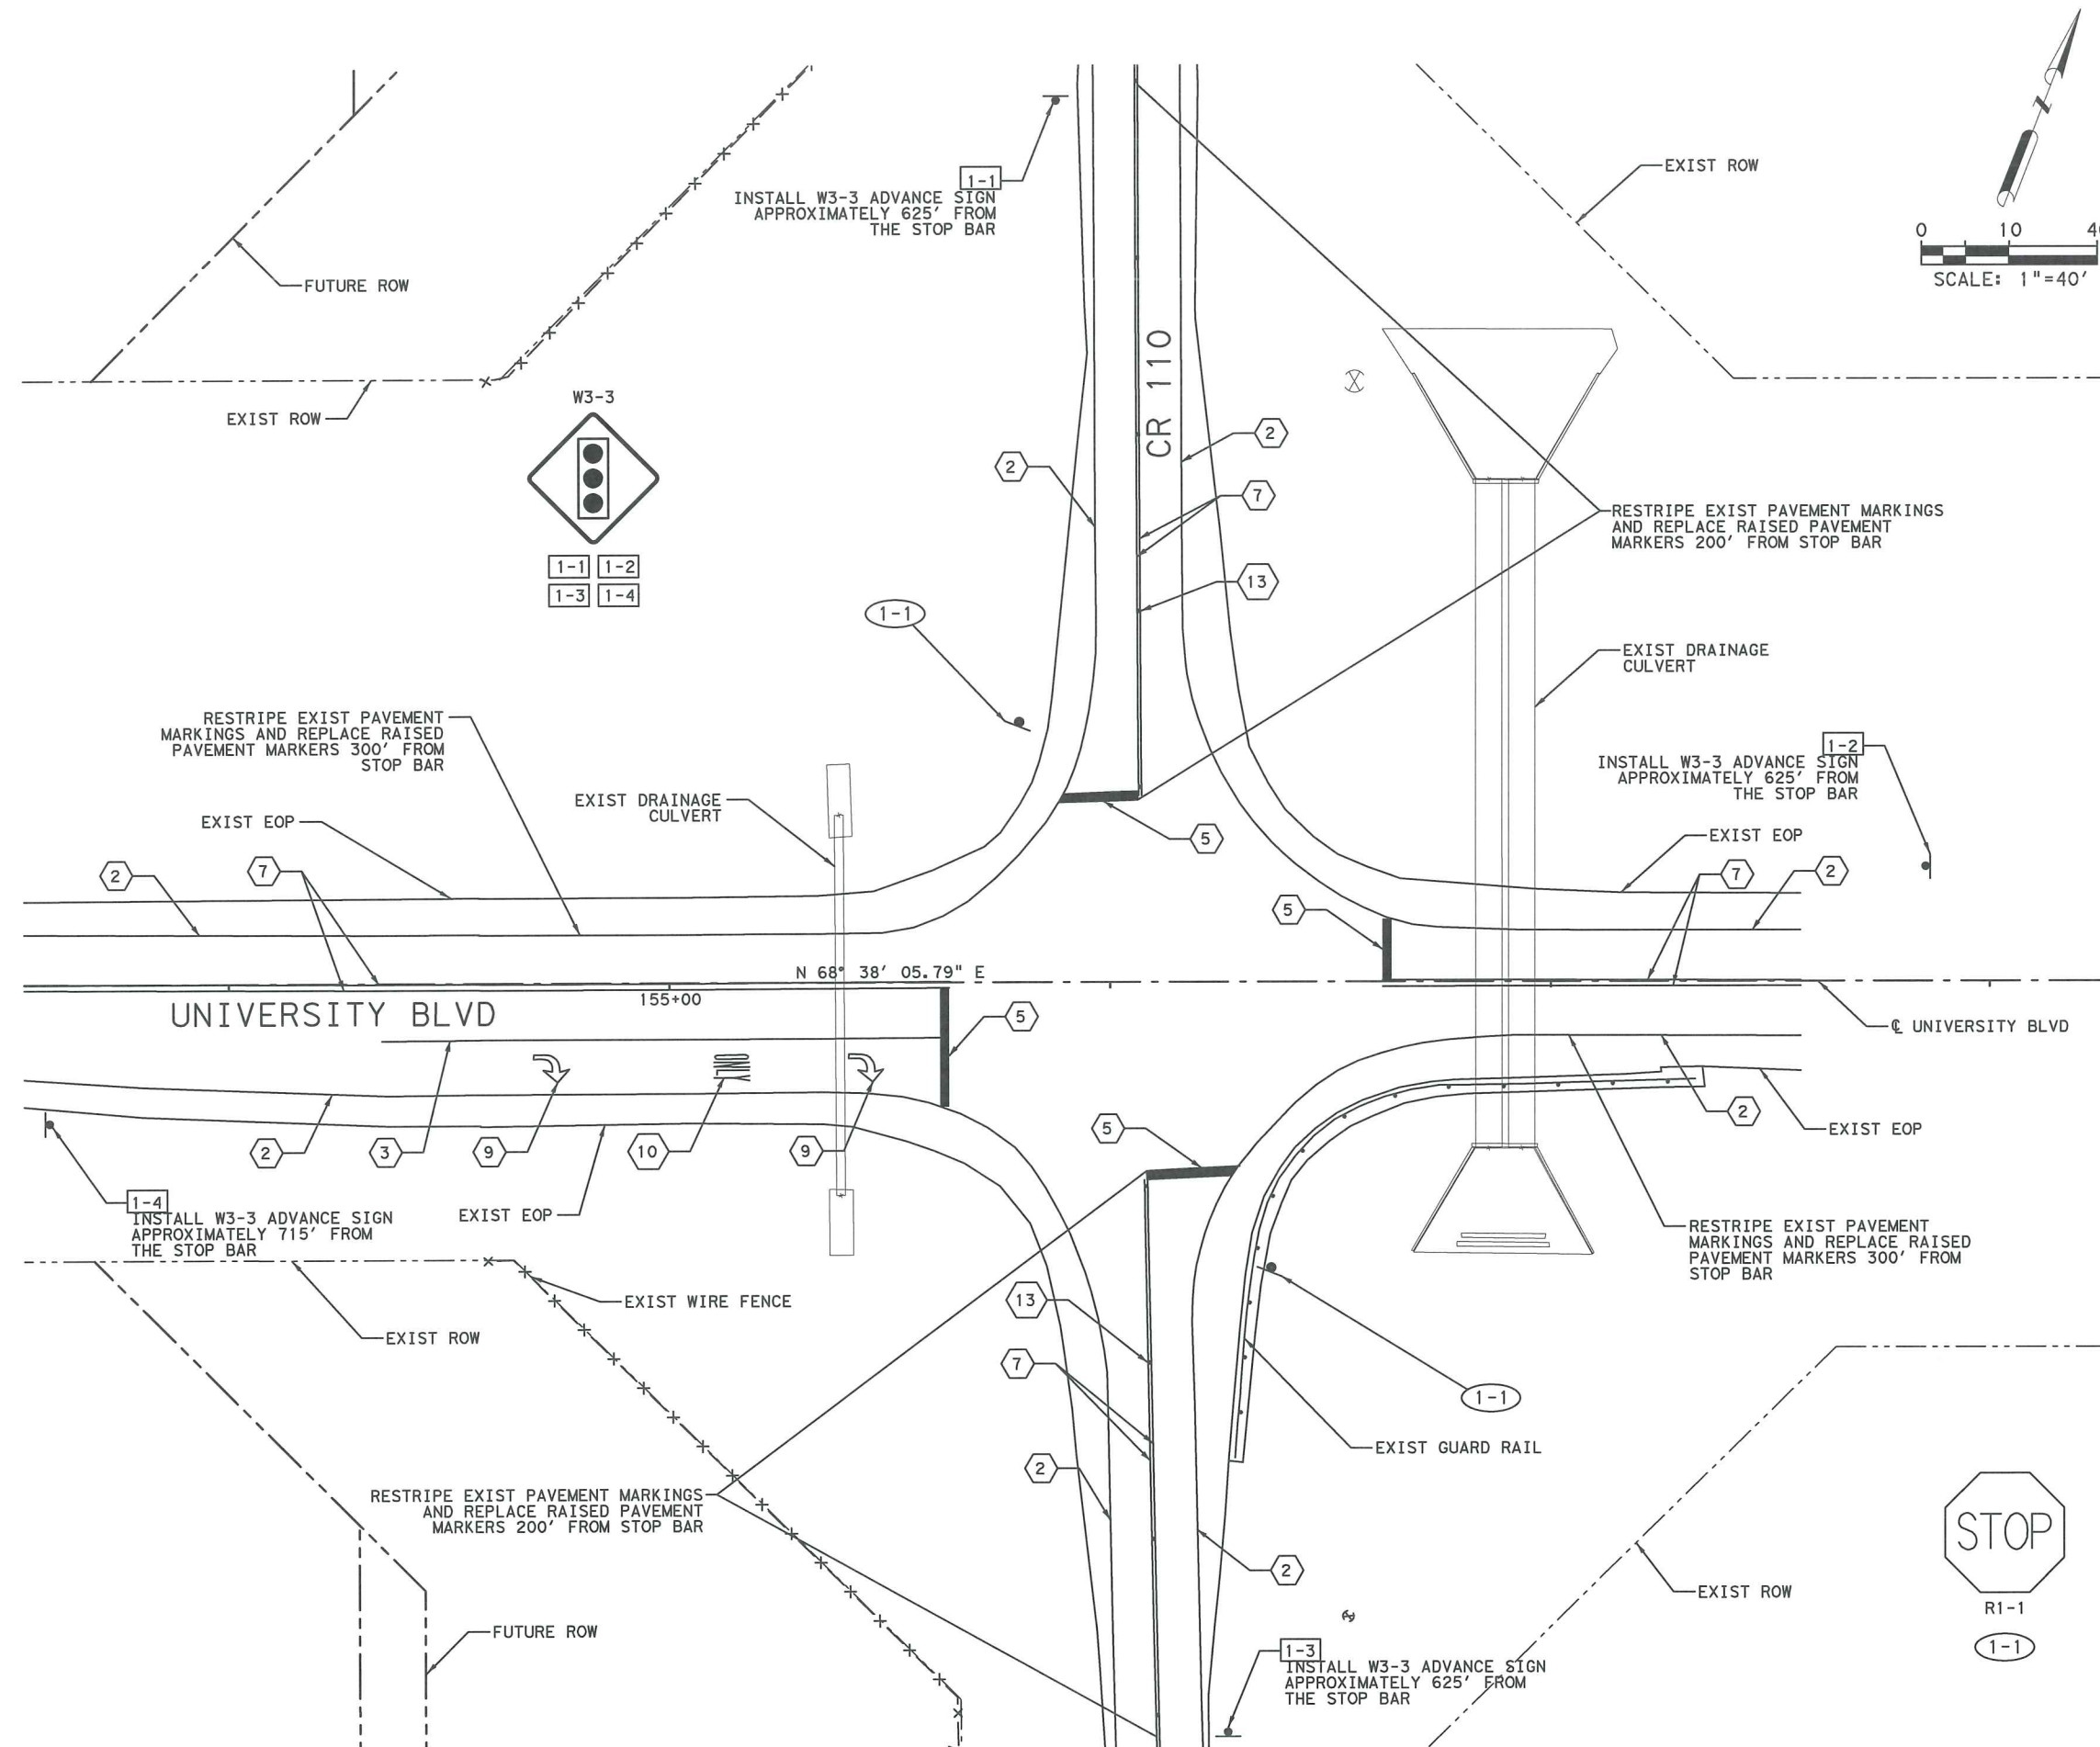 1-1
INSTALL W3-3 ADVANCE SIGN
APPROXIMATELY 625' FROM
THE STOP BAR
EXIST ROW
N
0 10
SCALE: 1"=40'
FUTURE ROW
EXIST ROW
W3-3
1-1 1-2
1-3 1-4
CR 110
2
2
7
13
RESTRIPE EXIST PAVEMENT MARKINGS
AND REPLACE RAISED PAVEMENT
MARKERS 200' FROM STOP BAR
1-1
EXIST DRAINAGE
CULVERT
RESTRIPE EXIST PAVEMENT
MARKINGS AND REPLACE RAISED
PAVEMENT MARKERS 300' FROM
STOP BAR
1-2
INSTALL W3-3 ADVANCE SIGN
APPROXIMATELY 625' FROM
THE STOP BAR
EXIST DRAINAGE
CULVERT
EXIST EOP
5
EXIST EOP
2
7
7
2
5
N 68° 38' 05.79" E
155+00
UNIVERSITY BLVD
5
℄ UNIVERSITY BLVD
2
3
9
10
9
5
2
EXIST EOP
1-4
INSTALL W3-3 ADVANCE SIGN
APPROXIMATELY 715' FROM
THE STOP BAR
EXIST EOP
RESTRIPE EXIST PAVEMENT
MARKINGS AND REPLACE RAISED
PAVEMENT MARKERS 300' FROM
STOP BAR
EXIST WIRE FENCE
13
EXIST ROW
7
1-1
EXIST GUARD RAIL
2
RESTRIPE EXIST PAVEMENT MARKINGS
AND REPLACE RAISED PAVEMENT
MARKERS 200' FROM STOP BAR
STOP
R1-1
1-1
2
EXIST ROW
FUTURE ROW
1-3
INSTALL W3-3 ADVANCE SIGN
APPROXIMATELY 625' FROM
THE STOP BAR